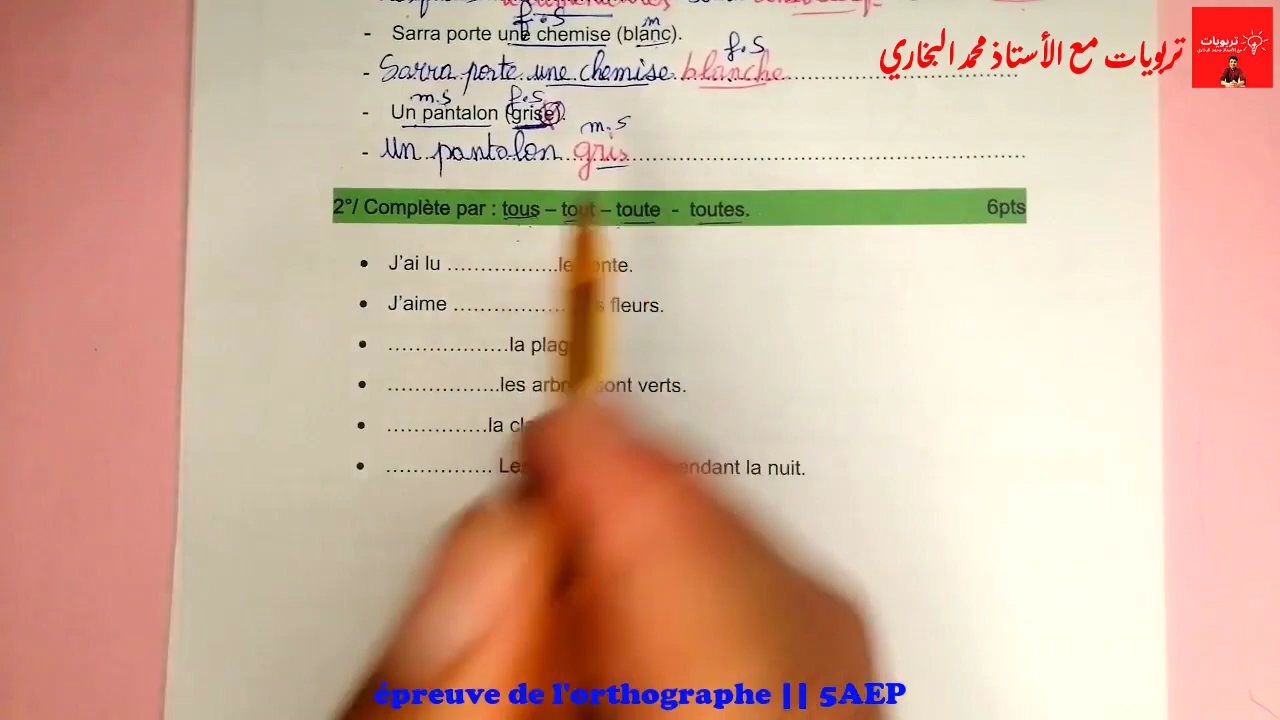 f.S m
- Sarra porte une chemise (blanc).
f.S
- Sarra porte une chemise blanche
m.S f.S
- Un pantalon (grise).
m.S
- Un pantalon gris
2°/ Complète par : tous – tout – toute - toutes. 6pts
• J'ai lu ……………..le
• J'aime ……………… fleurs.
• ………………la plag
• ……………..les sont verts.
• ……………la
• ……………. Le la nuit.
تربويات مع الأستاذ محمد البخاري
تربويات
épreuve de l'orthographe || 5AEP